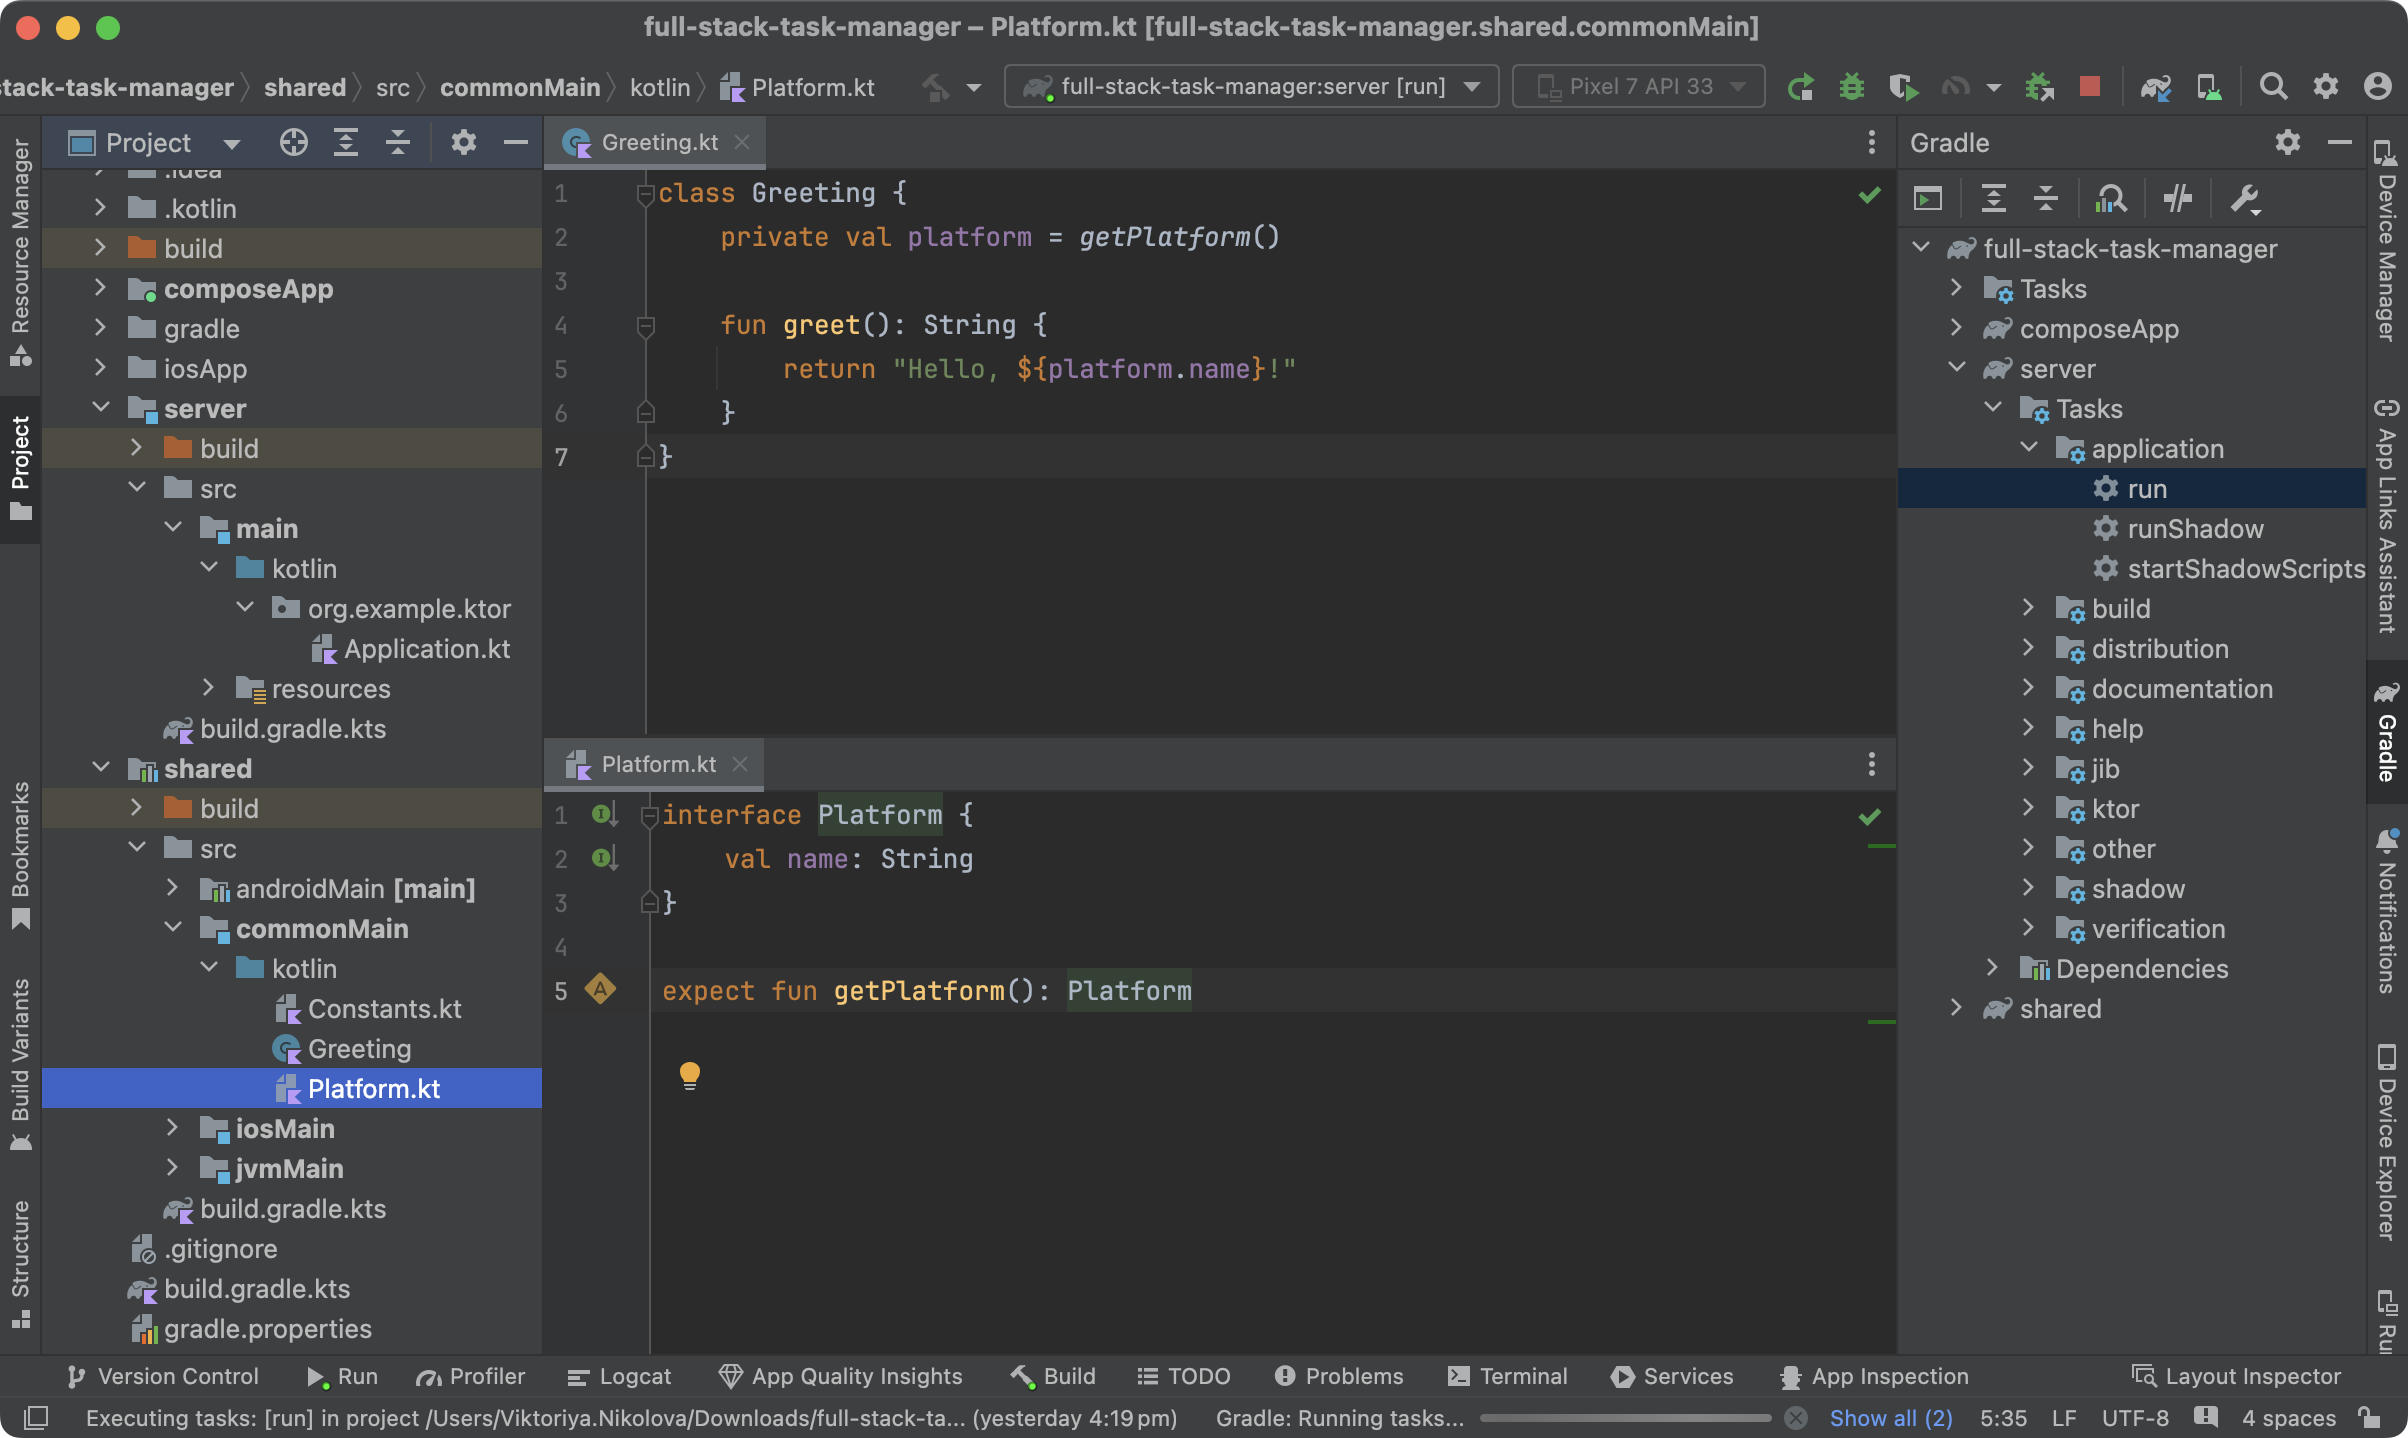 full-stack-task-manager – Platform.kt [full-stack-task-manager.shared.commonMain]
stack-task-manager shared src commonMain kotlin Platform.kt
full-stack-task-manager:server [run]
Pixel 7 API 33
Resource Manager
Project
Bookmarks
Build Variants
Structure
Project
.idea
.kotlin
build
composeApp
gradle
iosApp
server
build
src
main
kotlin
org.example.ktor
Application.kt
resources
build.gradle.kts
shared
build
src
androidMain [main]
commonMain
kotlin
Constants.kt
Greeting
Platform.kt
iosMain
jvmMain
build.gradle.kts
.gitignore
build.gradle.kts
gradle.properties
Greeting.kt
1 class Greeting {
2 private val platform = getPlatform()
3
4 fun greet(): String {
5 return "Hello, ${platform.name}!"
6 }
7 }
Platform.kt
1 interface Platform {
2 val name: String
3 }
4
5 expect fun getPlatform(): Platform
Gradle
full-stack-task-manager
Tasks
composeApp
server
Tasks
application
run
runShadow
startShadowScripts
build
distribution
documentation
help
jib
ktor
other
shadow
verification
Dependencies
shared
Device Manager
App Links Assistant
Gradle
Notifications
Device Explorer
Version Control
Run
Profiler
Logcat
App Quality Insights
Build
TODO
Problems
Terminal
Services
App Inspection
Layout Inspector
Executing tasks: [run] in project /Users/Viktoriya.Nikolova/Downloads/full-stack-ta... (yesterday 4:19 pm)
Gradle: Running tasks...
Show all (2)
5:35
LF
UTF-8
4 spaces